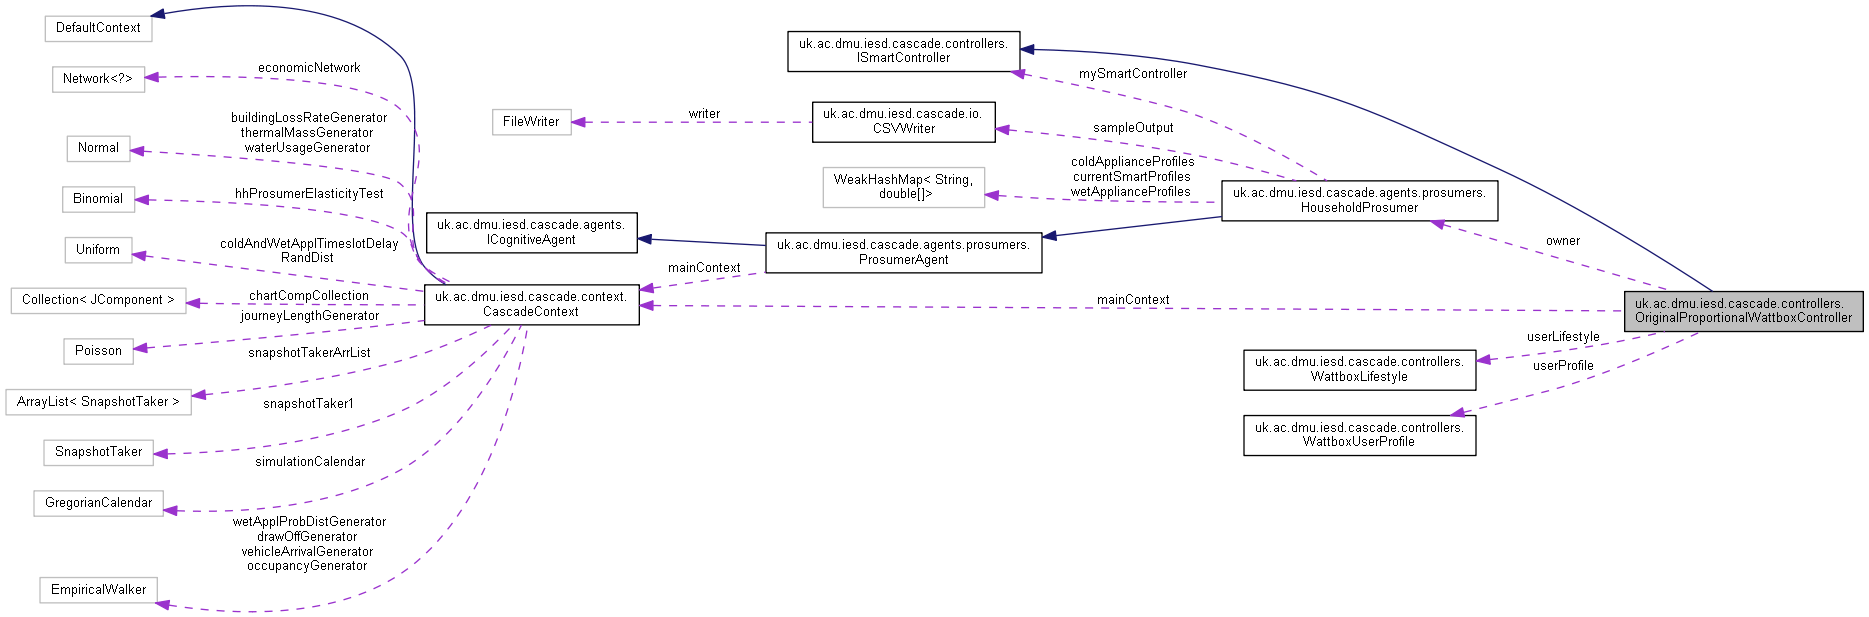 DefaultContext
Network<?>
Normal
Binomial
Uniform
Collection< JComponent >
Poisson
ArrayList< SnapshotTaker >
SnapshotTaker
GregorianCalendar
EmpiricalWalker
economicNetwork
buildingLossRateGenerator
thermalMassGenerator
waterUsageGenerator
hhProsumerElasticityTest
coldAndWetApplTimeslotDelay
RandDist
chartCompCollection
journeyLengthGenerator
snapshotTakerArrList
snapshotTaker1
simulationCalendar
wetApplProbDistGenerator
drawOffGenerator
vehicleArrivalGenerator
occupancyGenerator
FileWriter
uk.ac.dmu.iesd.cascade.agents.
ICognitiveAgent
uk.ac.dmu.iesd.cascade.context.
CascadeContext
writer
mainContext
uk.ac.dmu.iesd.cascade.controllers.
ISmartController
uk.ac.dmu.iesd.cascade.io.
CSVWriter
WeakHashMap< String,
double[]>
uk.ac.dmu.iesd.cascade.agents.prosumers.
ProsumerAgent
mySmartController
sampleOutput
coldApplianceProfiles
currentSmartProfiles
wetApplianceProfiles
mainContext
uk.ac.dmu.iesd.cascade.agents.prosumers.
HouseholdProsumer
uk.ac.dmu.iesd.cascade.controllers.
WattboxLifestyle
uk.ac.dmu.iesd.cascade.controllers.
WattboxUserProfile
owner
userLifestyle
userProfile
uk.ac.dmu.iesd.cascade.controllers.
OriginalProportionalWattboxController